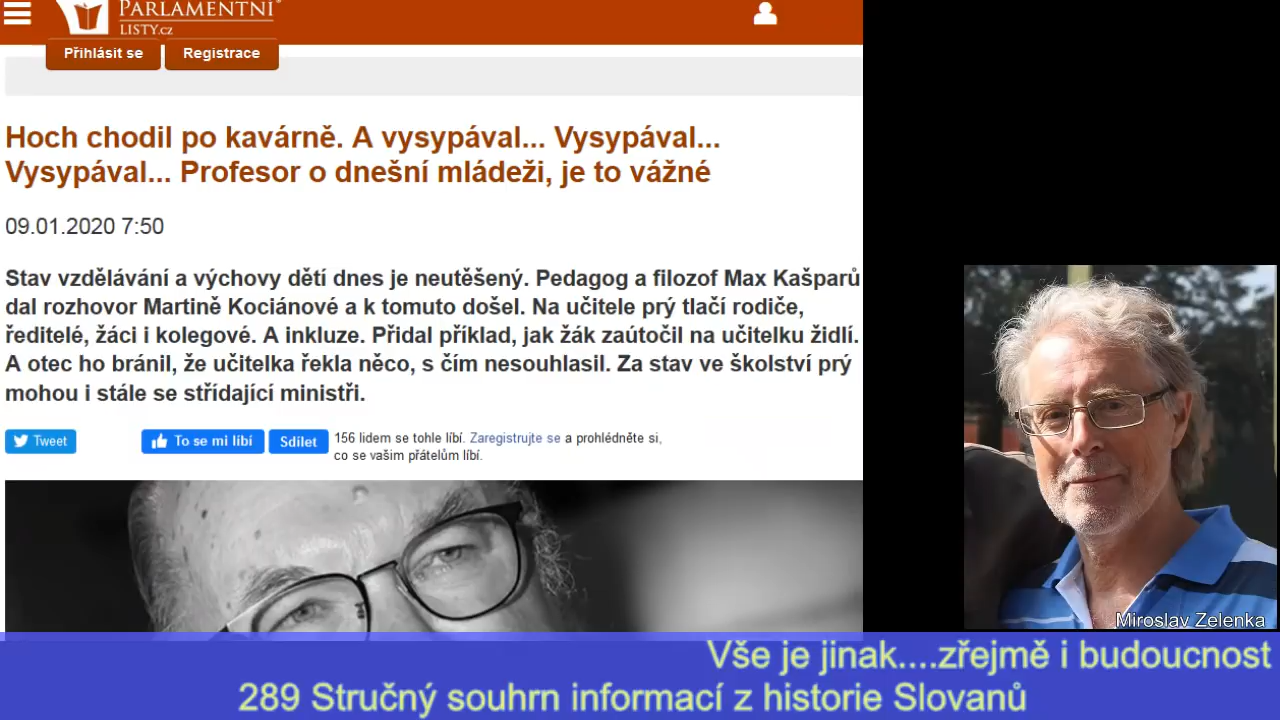 PARLAMENTNÍ
LISTY.cz
Přihlásit se
Registrace
Hoch chodil po kavárně. A vysypával... Vysypával...
Vysypával... Profesor o dnešní mládeži, je to vážné
09.01.2020 7:50
Stav vzdělávání a výchovy dětí dnes je neutěšený. Pedagog a filozof Max Kašparů
dal rozhovor Martině Kociánové a k tomuto došel. Na učitele prý tlačí rodiče,
ředitelé, žáci i kolegové. A inkluze. Přidal příklad, jak žák zaútočil na učitelku židlí.
A otec ho bránil, že učitelka řekla něco, s čím nesouhlasil. Za stav ve školství prý
mohou i stále se střídající ministři.
Tweet
To se mi líbí
Sdílet
156 lidem se tohle líbí. Zaregistrujte se a prohlédněte si,
co se vašim přátelům líbí.
Miroslav Zelenka
Vše je jinak....zřejmě i budoucnost
289 Stručný souhrn informací z historie Slovanů